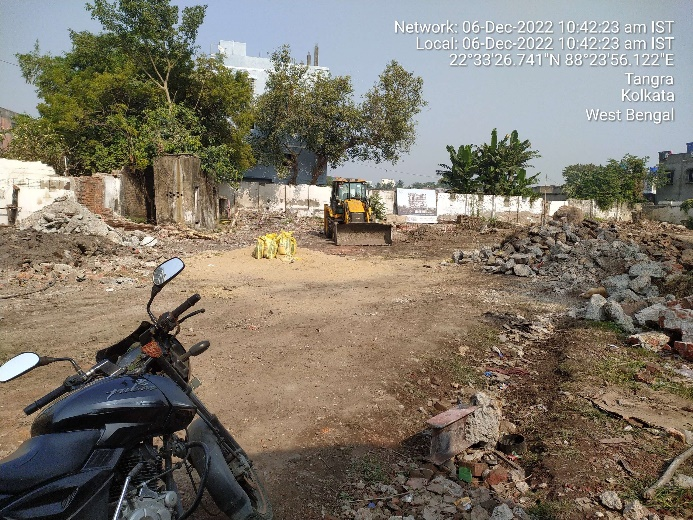 Network: 06-Dec-2022 10:42:23 am IST
Local: 06-Dec-2022 10:42:23 am IST
22°33'26.741"N 88°23'56.122"E
Tangra
Kolkata
West Bengal